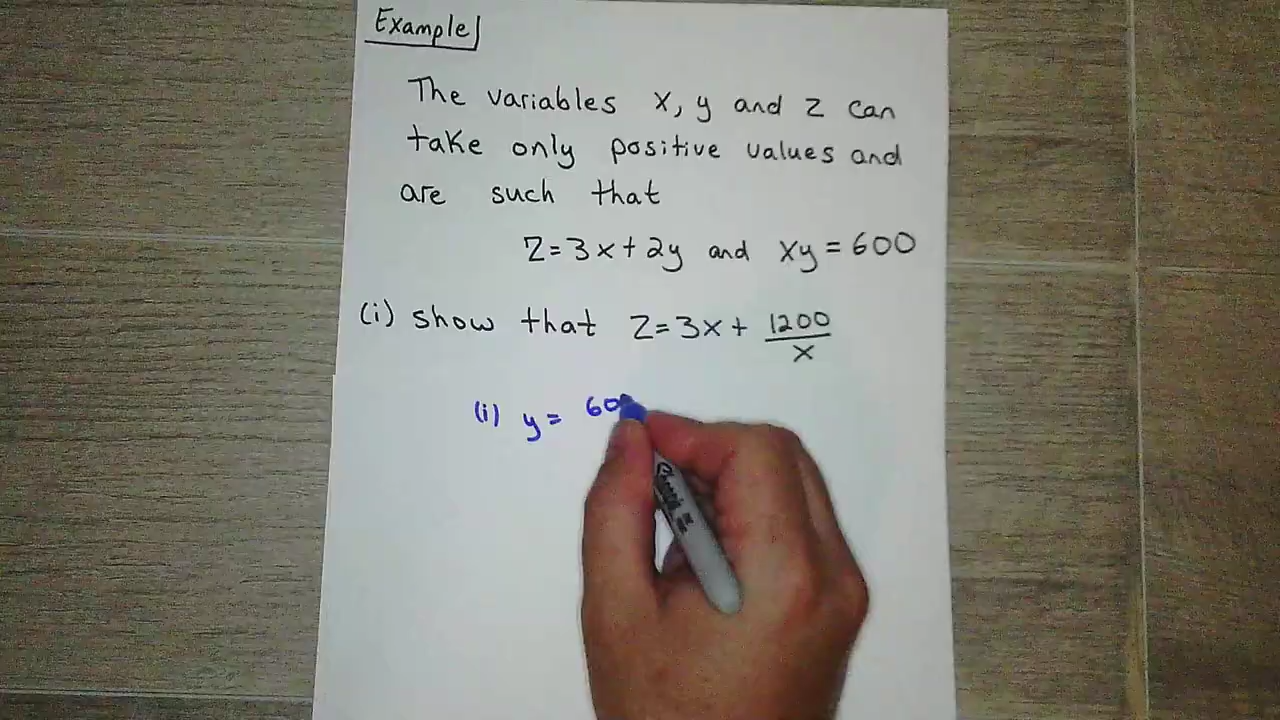 Example
The variables x, y and z can
take only positive values and
are such that
z=3x+2y and xy=600
(i) show that z=3x+ 1200/x
(i) y= 60